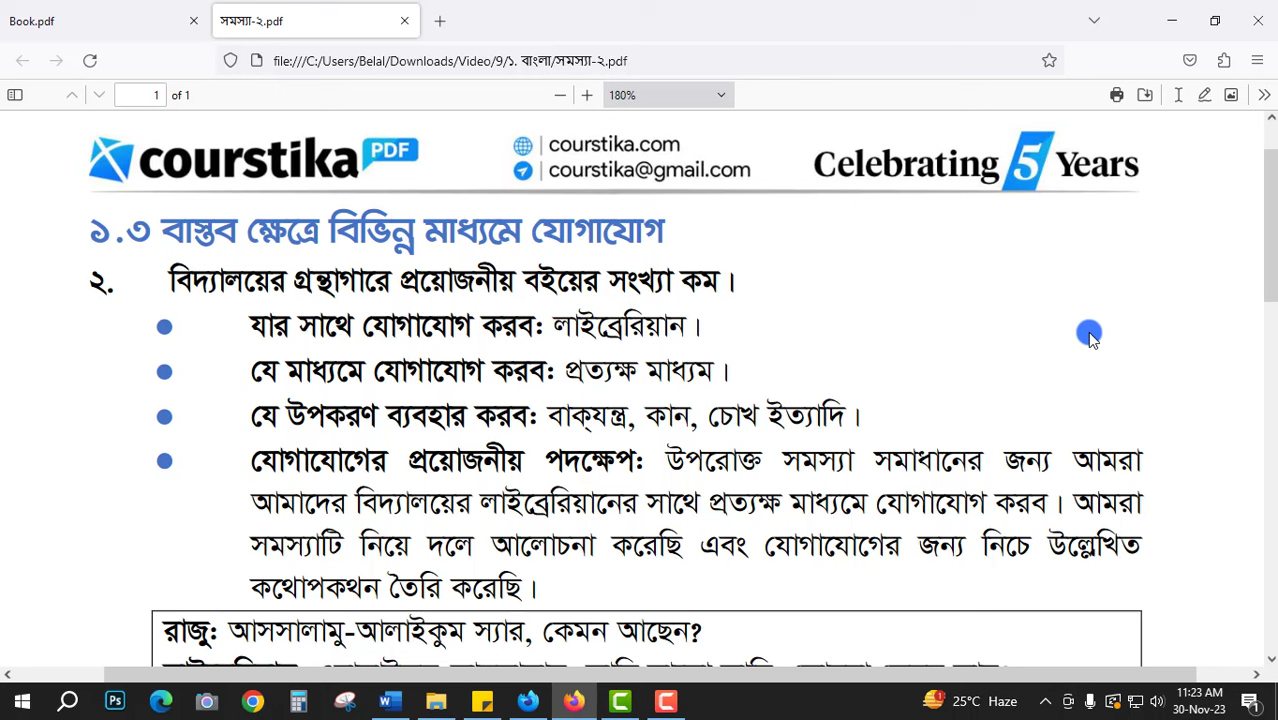 Book.pdf
সমস্যা-২.pdf
file:///C:/Users/Belal/Downloads/Video/9/১. বাংলা/সমস্যা-২.pdf
1 of 1
180%
courstika PDF
courstika.com
courstika@gmail.com
Celebrating 5 Years
১.৩ বাস্তব ক্ষেত্রে বিভিন্ন মাধ্যমে যোগাযোগ
২. বিদ্যালয়ের গ্রন্থাগারে প্রয়োজনীয় বইয়ের সংখ্যা কম।
যার সাথে যোগাযোগ করব: লাইব্রেরিয়ান।
যে মাধ্যমে যোগাযোগ করব: প্রত্যক্ষ মাধ্যম।
যে উপকরণ ব্যবহার করব: বাক্‌যন্ত্র, কান, চোখ ইত্যাদি।
যোগাযোগের প্রয়োজনীয় পদক্ষেপ: উপরোক্ত সমস্যা সমাধানের জন্য আমরা
আমাদের বিদ্যালয়ের লাইব্রেরিয়ানের সাথে প্রত্যক্ষ মাধ্যমে যোগাযোগ করব। আমরা
সমস্যাটি নিয়ে দলে আলোচনা করেছি এবং যোগাযোগের জন্য নিচে উল্লেখিত
কথোপকথন তৈরি করেছি।
রাজু: আসসালামু-আলাইকুম স্যার, কেমন আছেন?
25°C Haze
11:23 AM
30-Nov-23